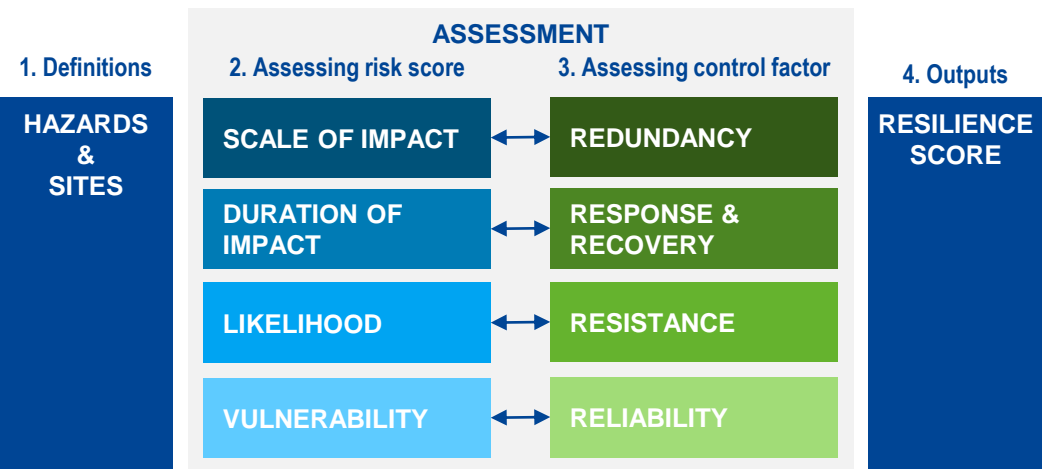 ASSESSMENT
1. Definitions
2. Assessing risk score
3. Assessing control factor
4. Outputs
HAZARDS
&
SITES
SCALE OF IMPACT
REDUNDANCY
DURATION OF
IMPACT
RESPONSE &
RECOVERY
LIKELIHOOD
RESISTANCE
VULNERABILITY
RELIABILITY
RESILIENCE
SCORE